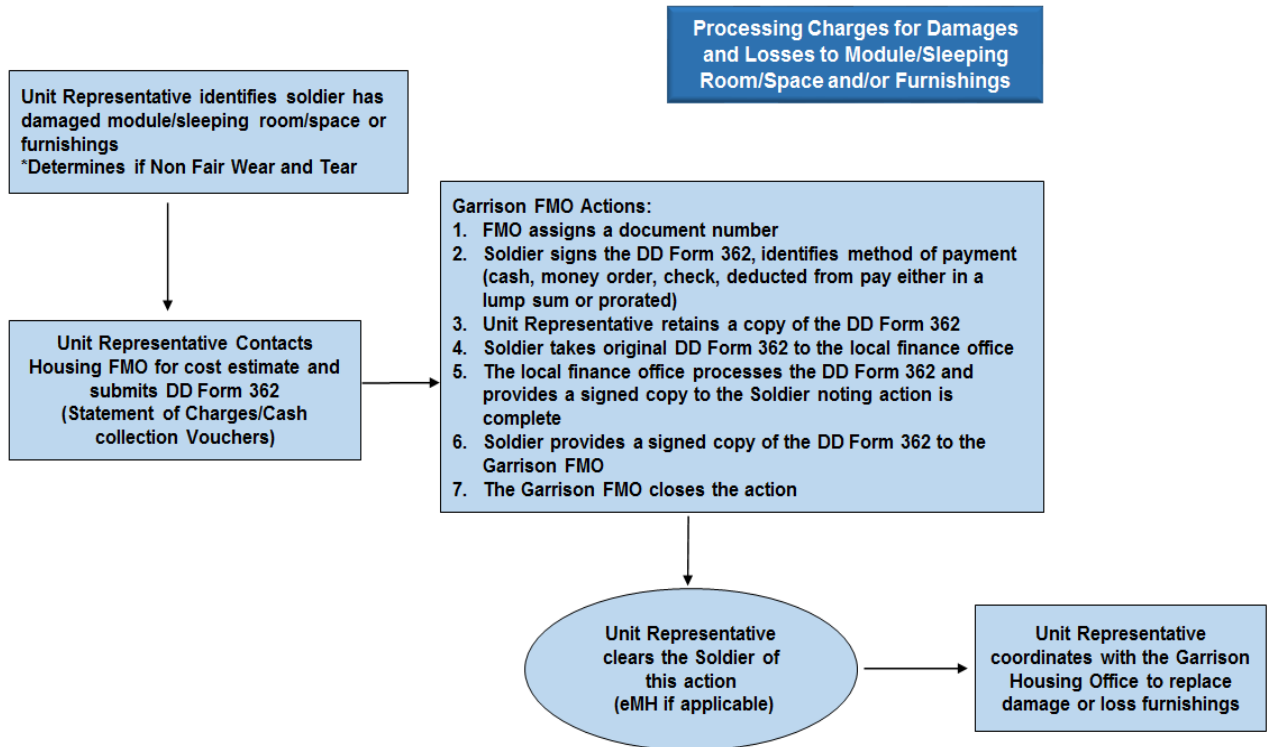 Processing Charges for Damages
and Losses to Module/Sleeping
Room/Space and/or Furnishings
Unit Representative identifies soldier has
damaged module/sleeping room/space or
furnishings
*Determines if Non Fair Wear and Tear
Unit Representative Contacts
Housing FMO for cost estimate and
submits DD Form 362
(Statement of Charges/Cash
collection Vouchers)
Garrison FMO Actions:
1. FMO assigns a document number
2. Soldier signs the DD Form 362, identifies method of payment
(cash, money order, check, deducted from pay either in a
lump sum or prorated)
3. Unit Representative retains a copy of the DD Form 362
4. Soldier takes original DD Form 362 to the local finance office
5. The local finance office processes the DD Form 362 and
provides a signed copy to the Soldier noting action is
complete
6. Soldier provides a signed copy of the DD Form 362 to the
Garrison FMO
7. The Garrison FMO closes the action
Unit Representative
clears the Soldier of
this action
(eMH if applicable)
Unit Representative
coordinates with the Garrison
Housing Office to replace
damage or loss furnishings